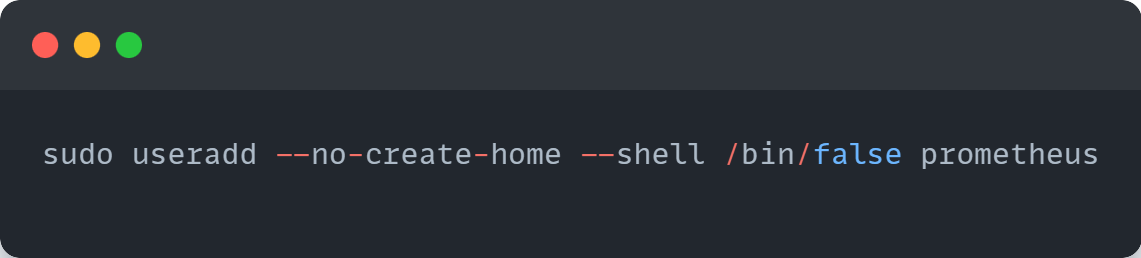 sudo useradd --no-create-home --shell /bin/false prometheus